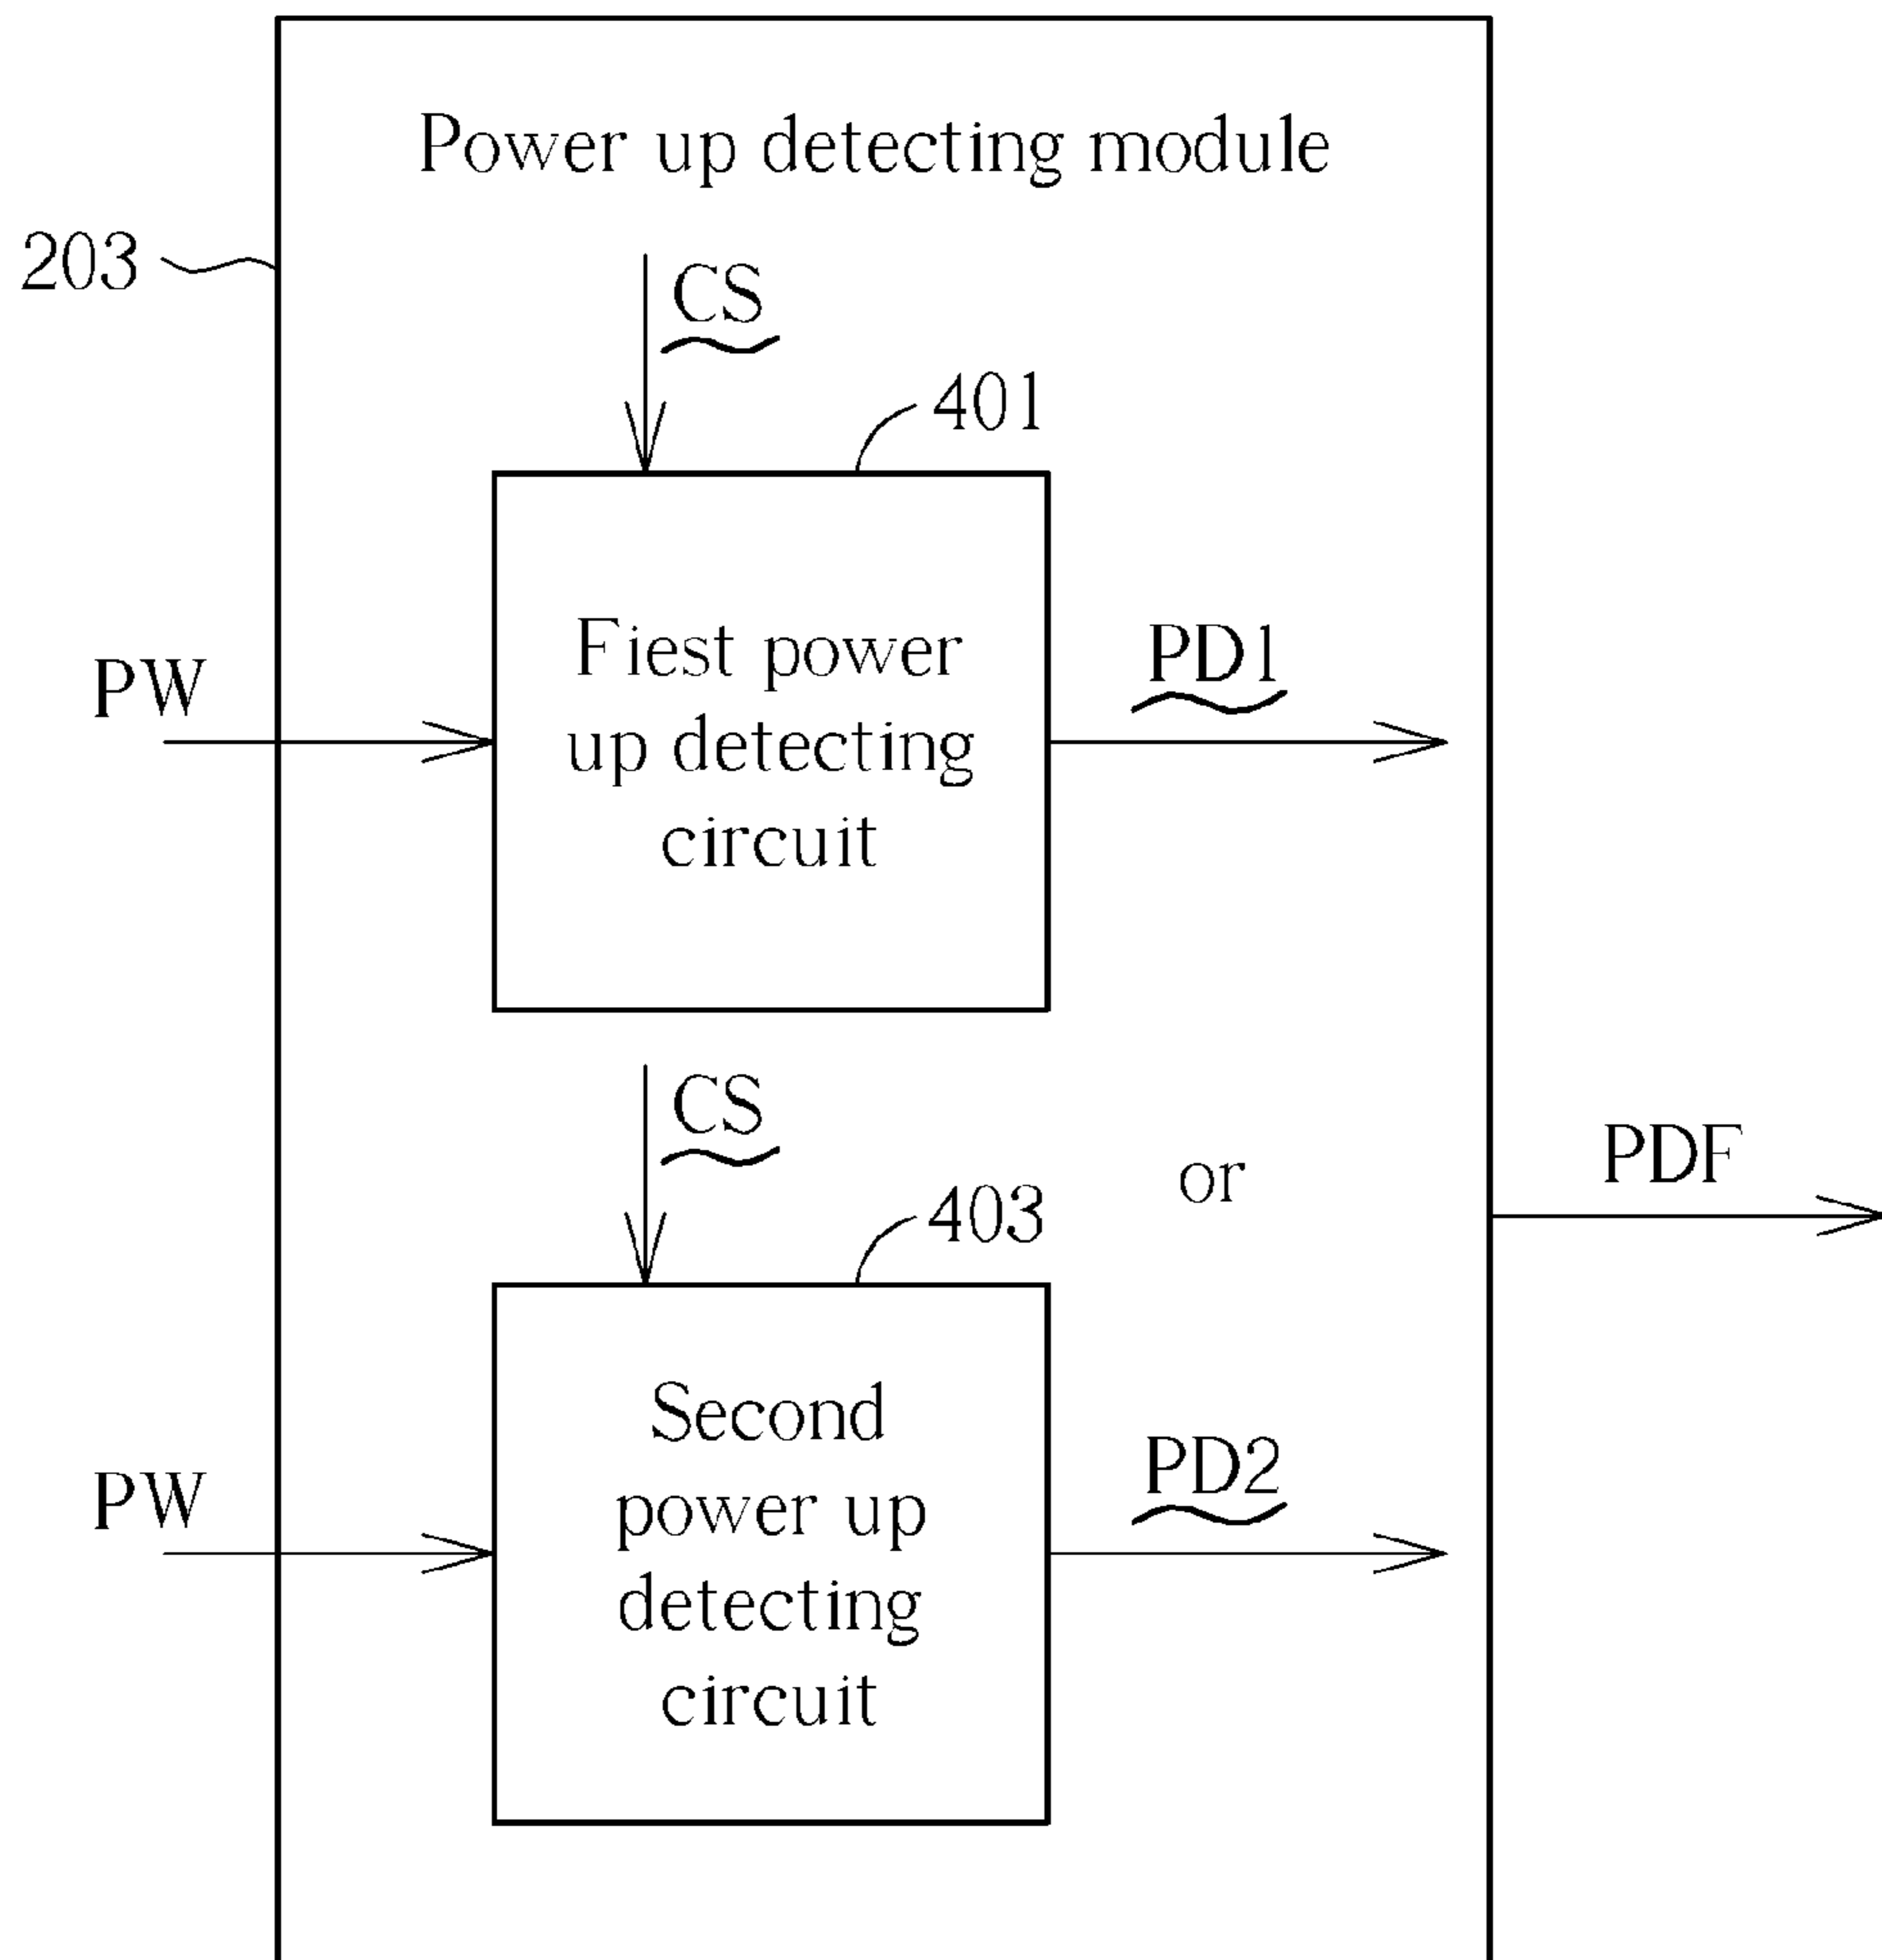 Power up detecting module
203
CS
401
Fiest power
up detecting
circuit
PW
PD1
CS
403
or
PDF
Second
power up
detecting
circuit
PW
PD2